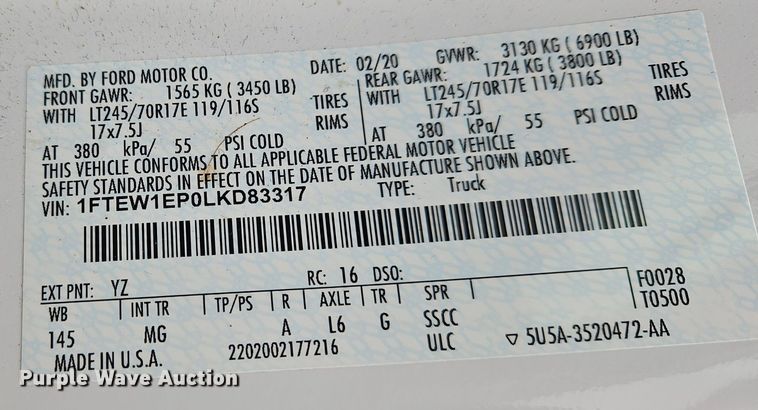 MFD. BY FORD MOTOR CO. DATE: 02/20 GVWR: 3130 KG ( 6900 LB)
FRONT GAWR: 1565 KG ( 3450 LB) REAR GAWR: 1724 KG ( 3800 LB)
WITH LT245/70R17E 119/116S TIRES WITH LT245/70R17E 119/116S TIRES
17x7.5J RIMS 17x7.5J RIMS
AT 380 kPa/ 55 PSI COLD AT 380 kPa/ 55 PSI COLD
THIS VEHICLE CONFORMS TO ALL APPLICABLE FEDERAL MOTOR VEHICLE
SAFETY STANDARDS IN EFFECT ON THE DATE OF MANUFACTURE SHOWN ABOVE.
VIN: 1FTEW1EP0LKD83317 TYPE: Truck
EXT PNT: YZ RC: 16 DSO: F0028
WB INT TR TP/PS R AXLE TR SPR T0500
145 MG A L6 G SSCC
MADE IN U.S.A. 2202002177216 ULC ▽ 5U5A-3520472-AA
Purple Wave Auction